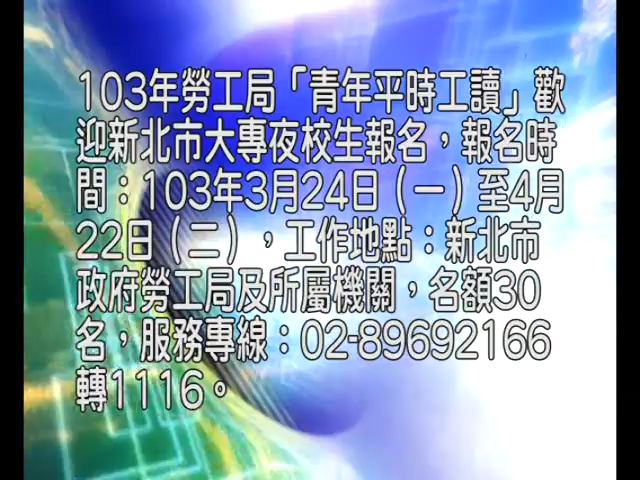 103年勞工局「青年平時工讀」歡
迎新北市大專夜校生報名，報名時
間：103年3月24日（一）至4月
22日（二），工作地點：新北市
政府勞工局及所屬機關，名額30
名，服務專線：02-89692166
轉1116。